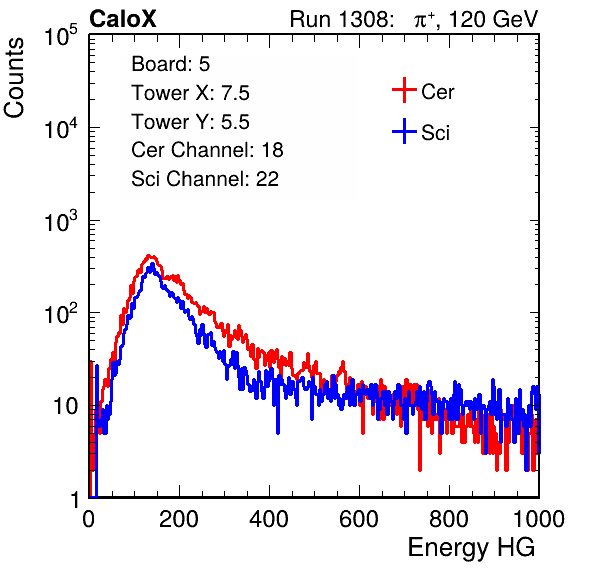 CaloX Run 1308: π⁺, 120 GeV
Board: 5
Tower X: 7.5
Tower Y: 5.5
Cer Channel: 18
Sci Channel: 22
Cer
Sci
Counts
10⁵
10⁴
10³
10²
10
1
0 200 400 600 800 1000
Energy HG